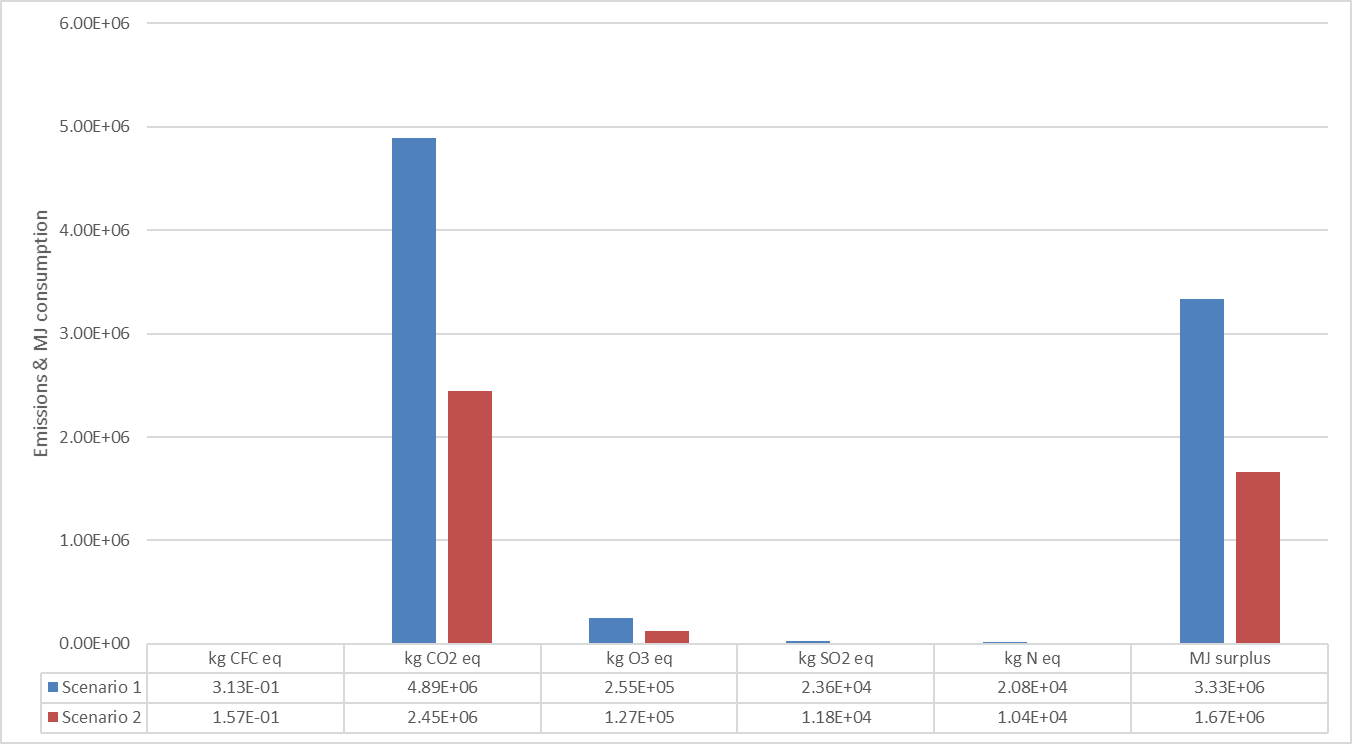 6.00E+06
5.00E+06
4.00E+06
3.00E+06
2.00E+06
1.00E+06
0.00E+00
Emissions & MJ consumption
kg CFC eq kg CO2 eq kg O3 eq kg SO2 eq kg N eq MJ surplus
Scenario 1 3.13E-01 4.89E+06 2.55E+05 2.36E+04 2.08E+04 3.33E+06
Scenario 2 1.57E-01 2.45E+06 1.27E+05 1.18E+04 1.04E+04 1.67E+06